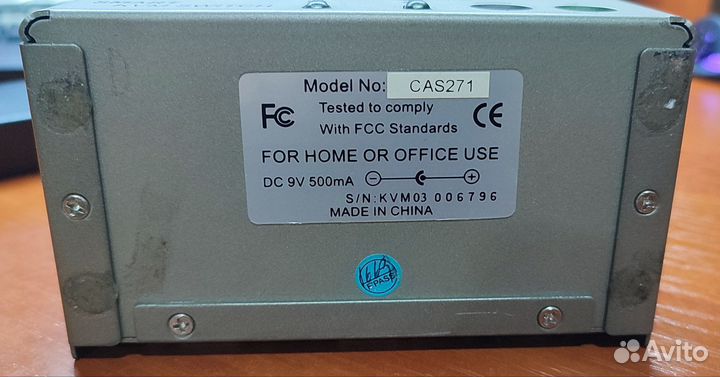 Model No: CAS271
FC
Tested to comply
With FCC Standards
CE
FOR HOME OR OFFICE USE
DC 9V 500mA
S/N:KVM03 006796
MADE IN CHINA
Avito